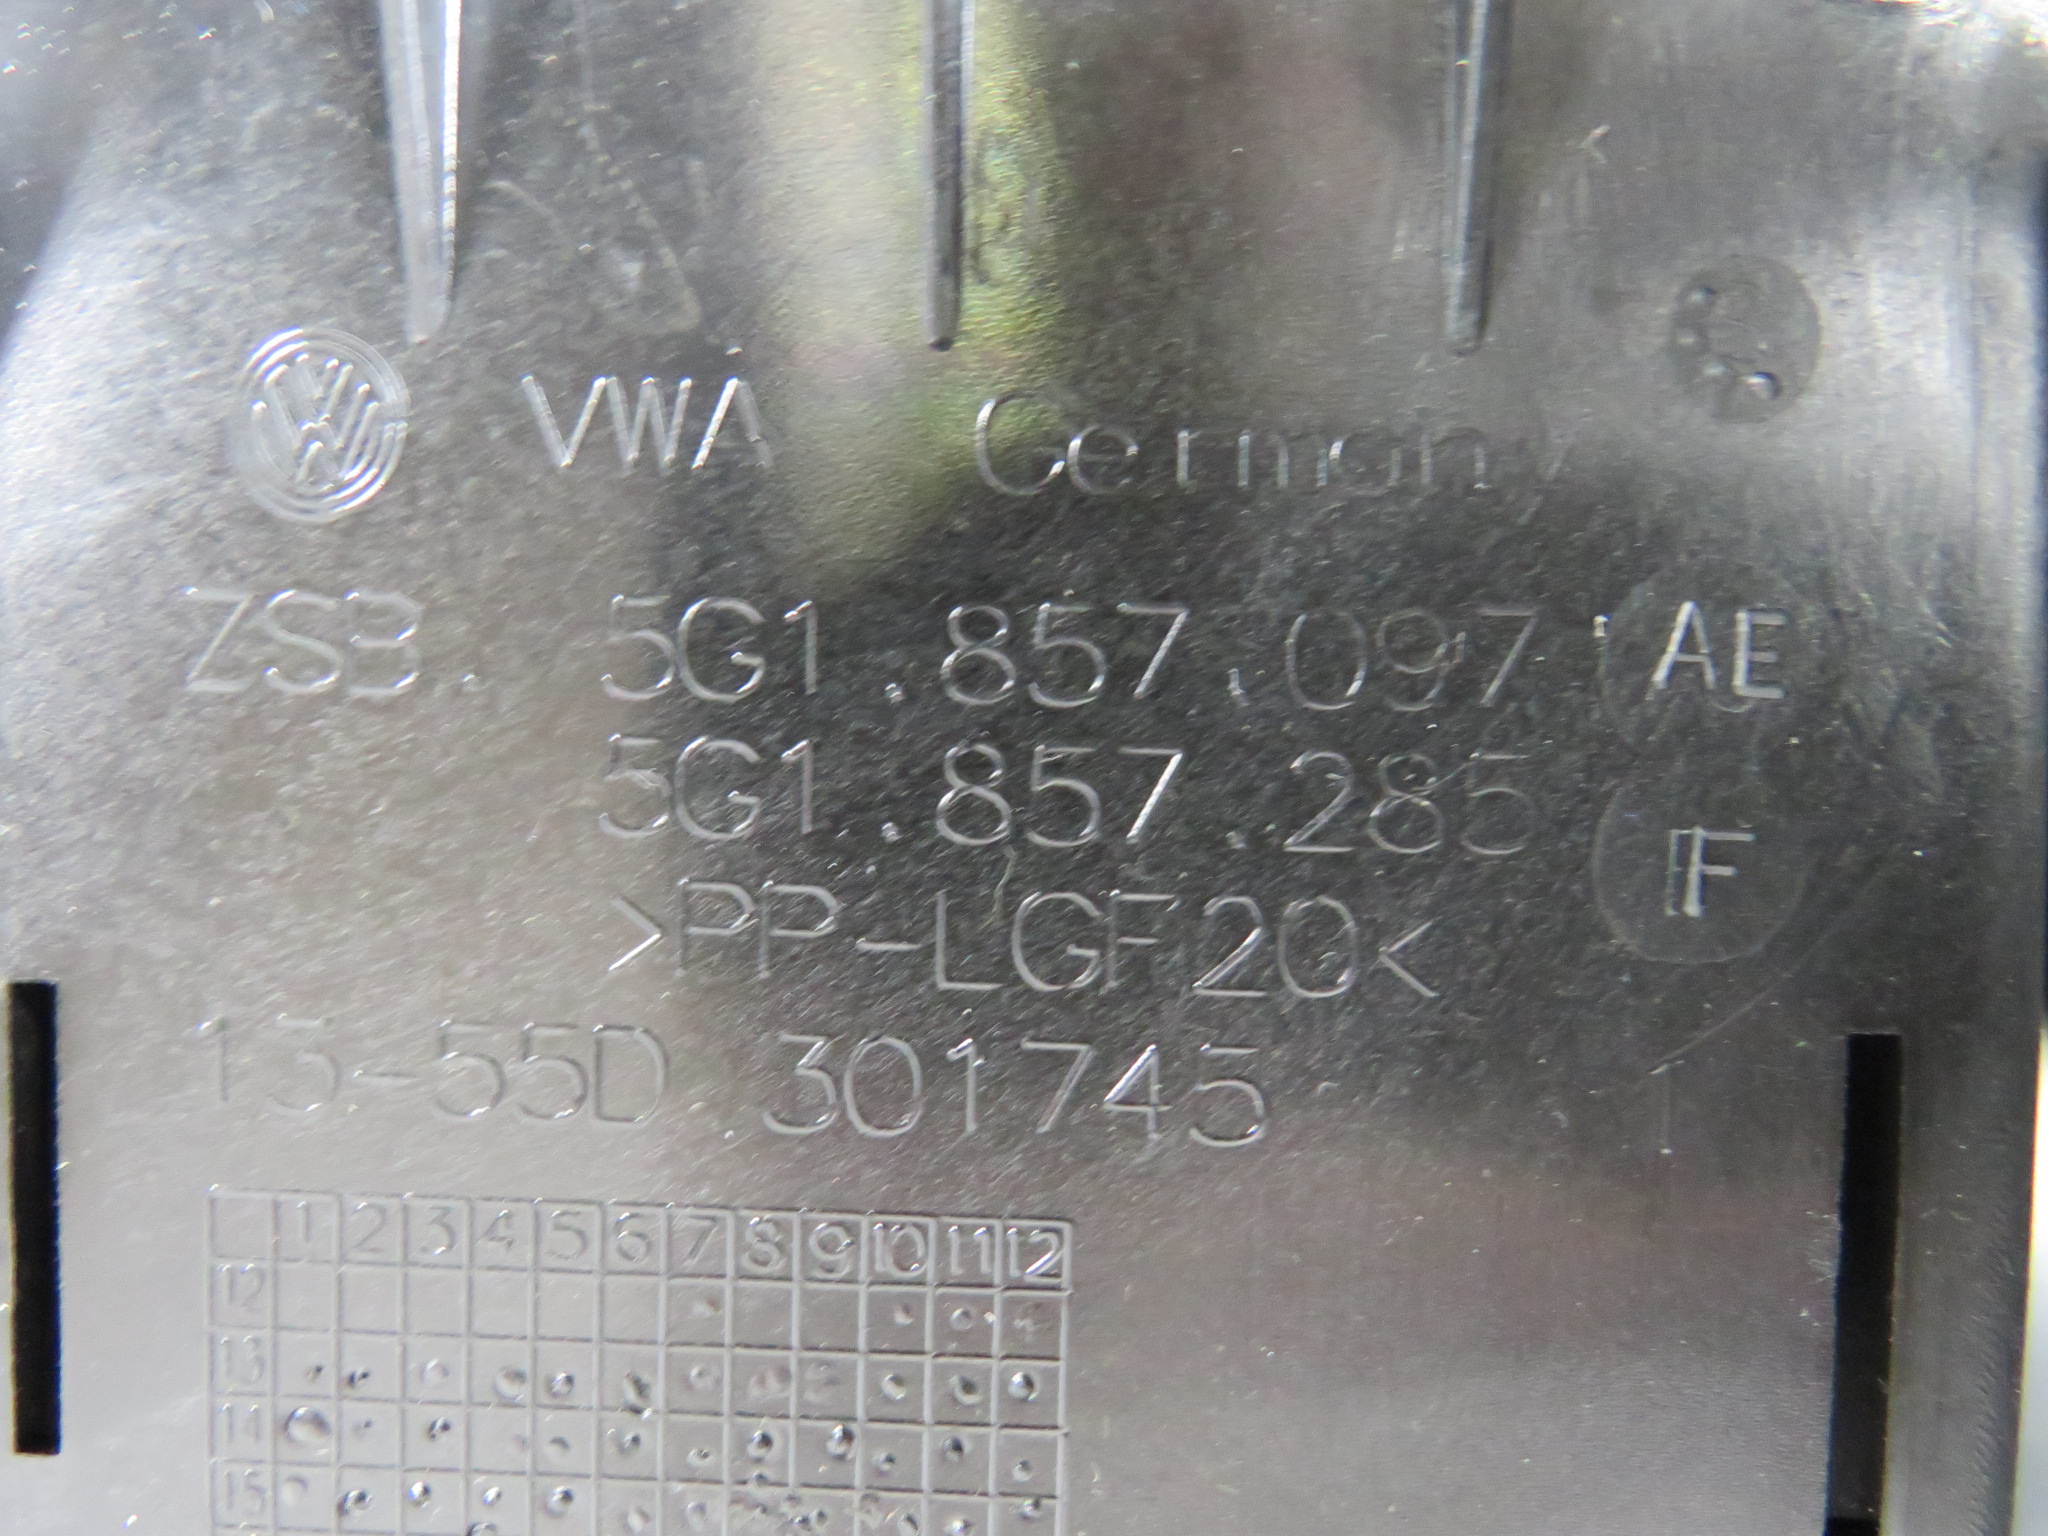 VWA Germany
ZSB. 5G1.857.097. AE
5G1.857.285 F
>PP-LGF20<
13-55D 301745
1 2 3 4 5 6 7 8 9 10 11 12
12
13
14
15